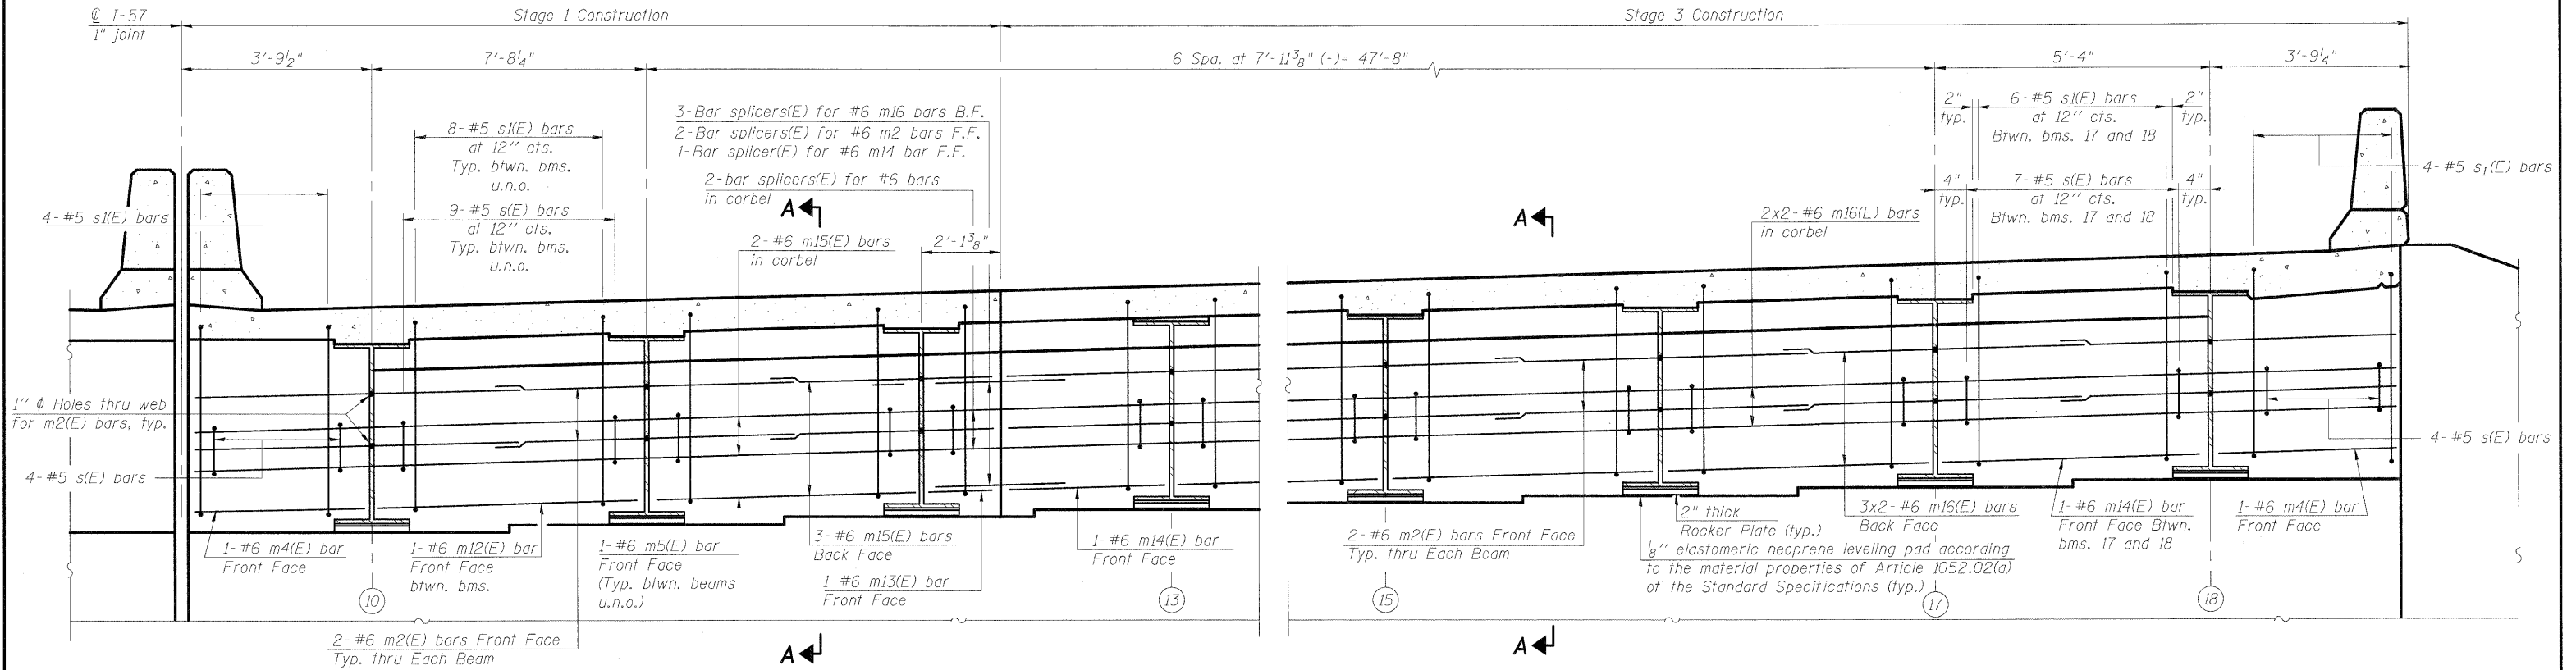 ℄ I-57
1" joint
Stage 1 Construction
Stage 3 Construction
3'-9½"
7'-8¼"
6 Spa. at 7'-11⅜" (-)= 47'-8"
5'-4"
3'-9¼"
8-#5 s1(E) bars
at 12" cts.
Typ. btwn. bms.
u.n.o.
9-#5 s(E) bars
at 12" cts.
Typ. btwn. bms.
u.n.o.
3-Bar splicers(E) for #6 m16 bars B.F.
2-Bar splicers(E) for #6 m2 bars F.F.
1-Bar splicer(E) for #6 m14 bar F.F.
2-bar splicers(E) for #6 bars
in corbel
A
A
2'-1⅜"
2-#6 m15(E) bars
in corbel
2x2-#6 m16(E) bars
in corbel
2"
typ.
6-#5 s1(E) bars
at 12" cts.
Btwn. bms. 17 and 18
2"
typ.
4"
typ.
7-#5 s(E) bars
at 12" cts.
Btwn. bms. 17 and 18
4"
typ.
4-#5 s1(E) bars
4-#5 s₁(E) bars
1" ϕ Holes thru web
for m2(E) bars, typ.
4-#5 s(E) bars
4-#5 s(E) bars
1-#6 m4(E) bar
Front Face
1-#6 m12(E) bar
Front Face
btwn. bms.
1-#6 m5(E) bar
Front Face
(Typ. btwn. beams
u.n.o.)
3-#6 m15(E) bars
Back Face
1-#6 m13(E) bar
Front Face
1-#6 m14(E) bar
Front Face
2-#6 m2(E) bars Front Face
Typ. thru Each Beam
2" thick
Rocker Plate (typ.)
⅛" elastomeric neoprene leveling pad according
to the material properties of Article 1052.02(a)
of the Standard Specifications (typ.)
3x2-#6 m16(E) bars
Back Face
1-#6 m14(E) bar
Front Face Btwn.
bms. 17 and 18
1-#6 m4(E) bar
Front Face
10
13
15
17
18
2-#6 m2(E) bars Front Face
Typ. thru Each Beam
A
A